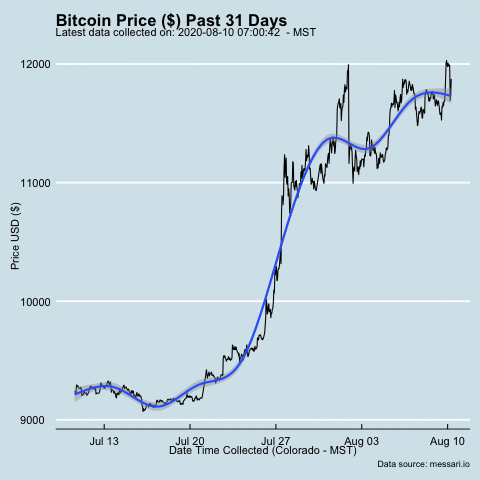 Bitcoin Price ($) Past 31 Days
Latest data collected on: 2020-08-10 07:00:42  - MST
Price USD ($)
12000
11000
10000
9000
Jul 13
Jul 20
Jul 27
Aug 03
Aug 10
Date Time Collected (Colorado - MST)
Data source: messari.io